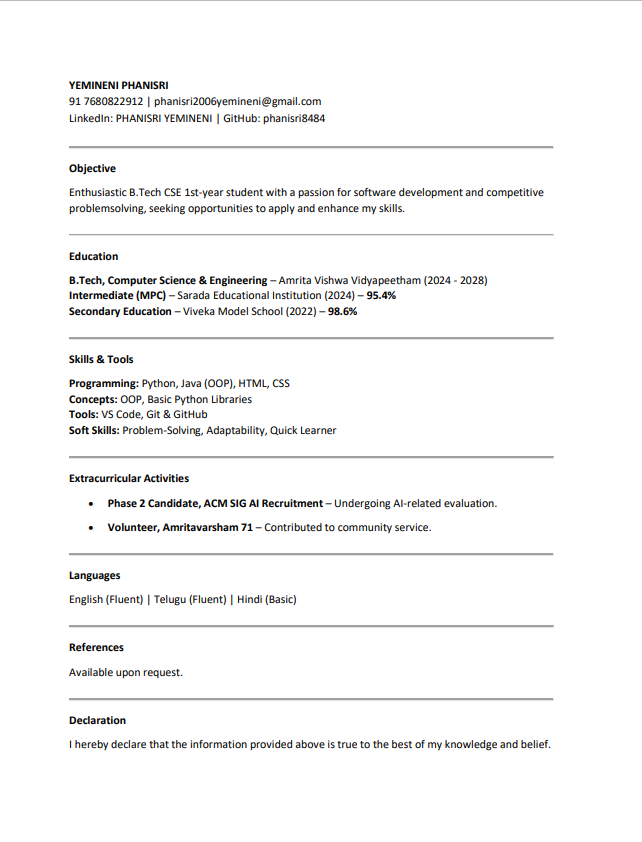 YEMINENI PHANISRI
91 7680822912 | phanisri2006yemineni@gmail.com
LinkedIn: PHANISRI YEMINENI | GitHub: phanisri8484
Objective
Enthusiastic B.Tech CSE 1st-year student with a passion for software development and competitive
problemsolving, seeking opportunities to apply and enhance my skills.
Education
B.Tech, Computer Science & Engineering – Amrita Vishwa Vidyapeetham (2024 - 2028)
Intermediate (MPC) – Sarada Educational Institution (2024) – 95.4%
Secondary Education – Viveka Model School (2022) – 98.6%
Skills & Tools
Programming: Python, Java (OOP), HTML, CSS
Concepts: OOP, Basic Python Libraries
Tools: VS Code, Git & GitHub
Soft Skills: Problem-Solving, Adaptability, Quick Learner
Extracurricular Activities
• Phase 2 Candidate, ACM SIG AI Recruitment – Undergoing AI-related evaluation.
• Volunteer, Amritavarsham 71 – Contributed to community service.
Languages
English (Fluent) | Telugu (Fluent) | Hindi (Basic)
References
Available upon request.
Declaration
I hereby declare that the information provided above is true to the best of my knowledge and belief.